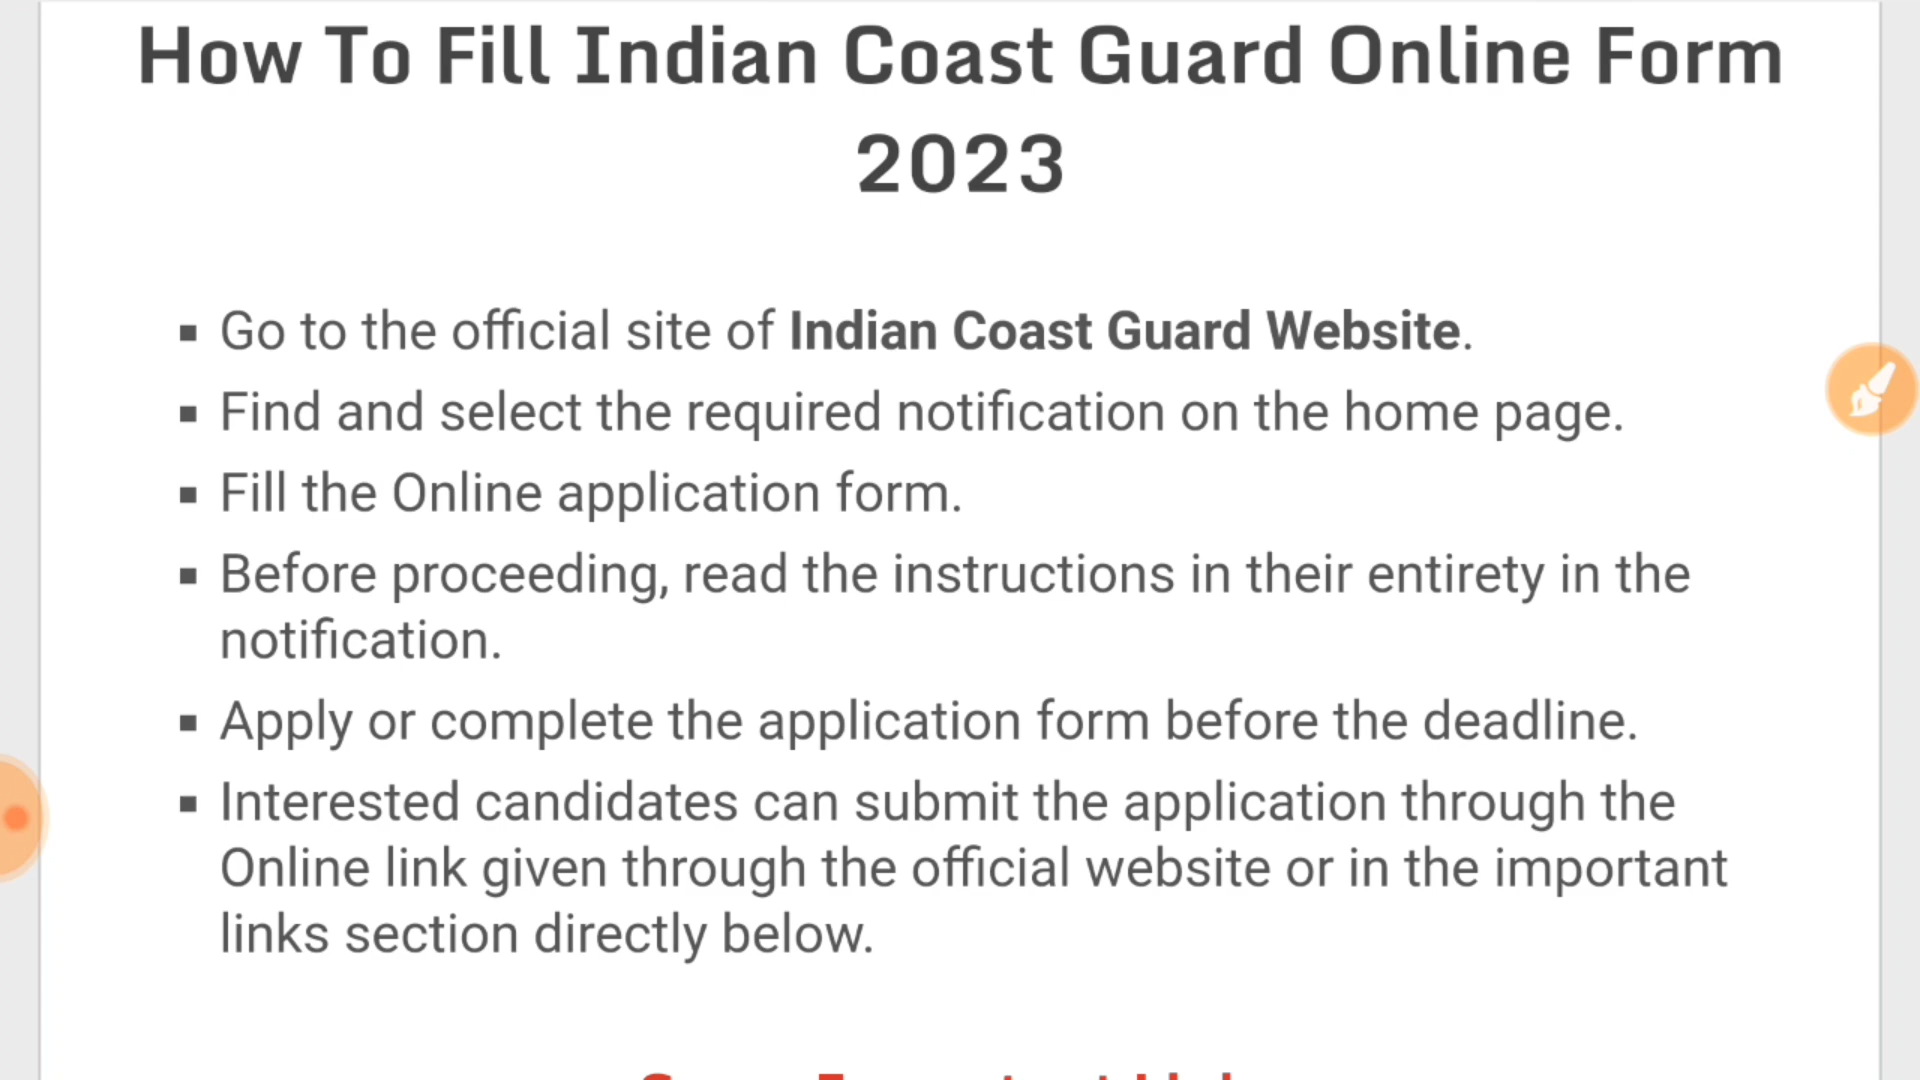 How To Fill Indian Coast Guard Online Form
2023
Go to the official site of Indian Coast Guard Website.
Find and select the required notification on the home page.
Fill the Online application form.
Before proceeding, read the instructions in their entirety in the
notification.
Apply or complete the application form before the deadline.
Interested candidates can submit the application through the
Online link given through the official website or in the important
links section directly below.